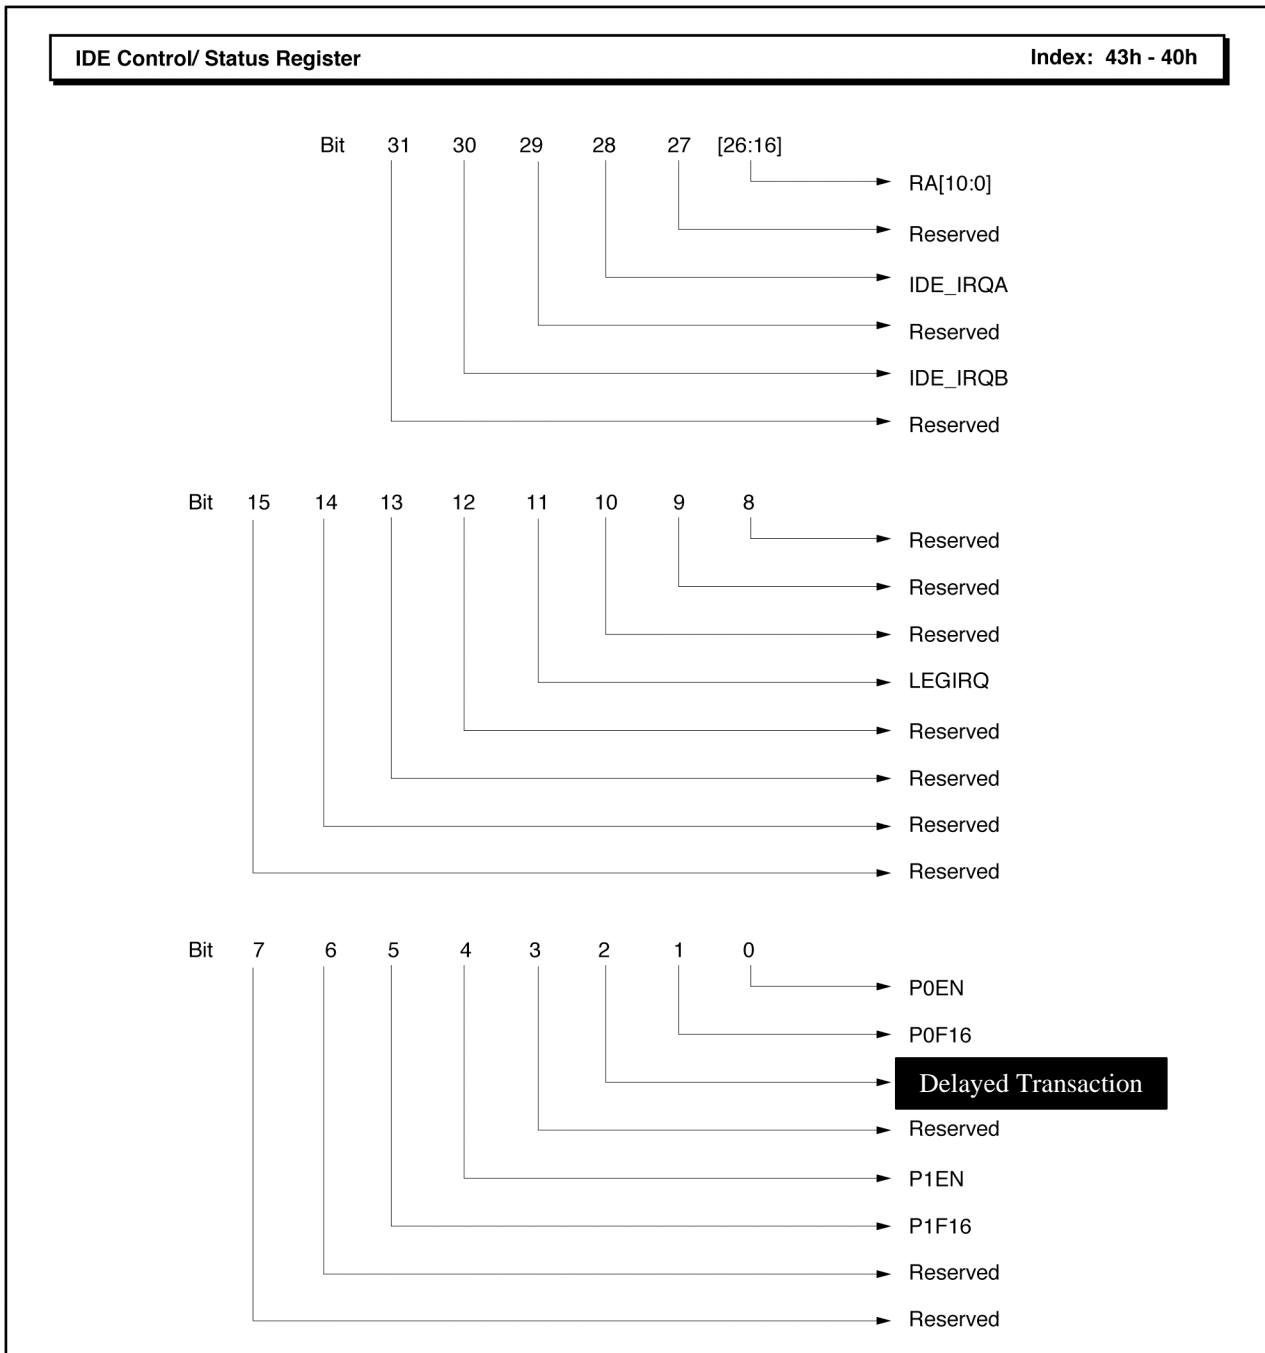 IDE Control/ Status Register Index: 43h - 40h
Bit 31 30 29 28 27 [26:16]
RA[10:0]
Reserved
IDE_IRQA
Reserved
IDE_IRQB
Reserved
Bit 15 14 13 12 11 10 9 8
Reserved
Reserved
Reserved
LEGIRQ
Reserved
Reserved
Reserved
Reserved
Bit 7 6 5 4 3 2 1 0
P0EN
P0F16
Delayed Transaction
Reserved
P1EN
P1F16
Reserved
Reserved